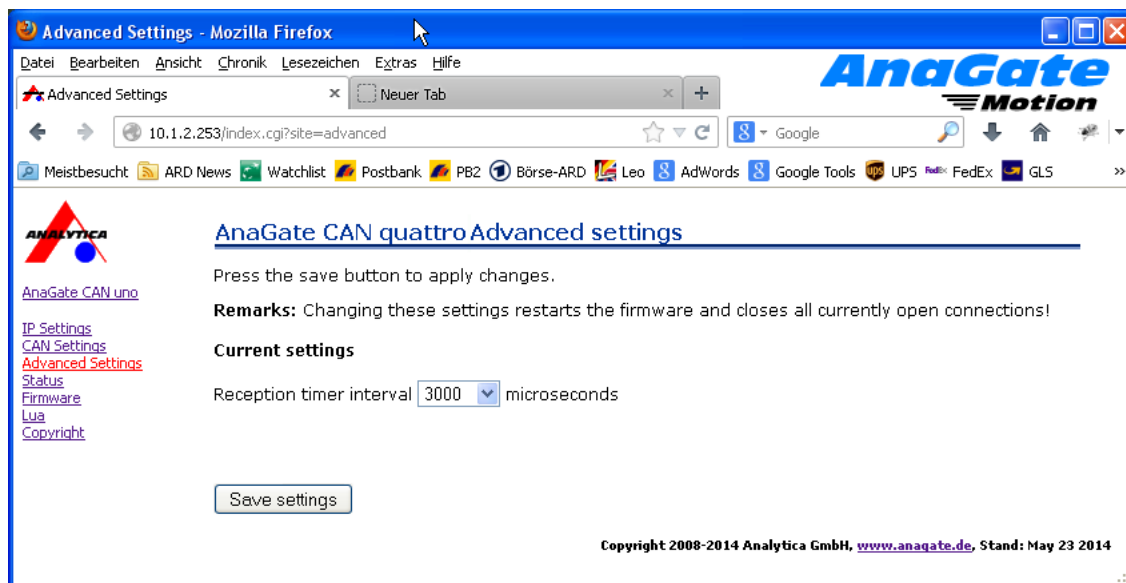 Advanced Settings - Mozilla Firefox
Datei Bearbeiten Ansicht Chronik Lesezeichen Extras Hilfe
AnaGate
Motion
Advanced Settings
Neuer Tab
10.1.2.253/index.cgi?site=advanced
Google
Meistbesucht ARD News Watchlist Postbank PB2 Börse-ARD Leo AdWords Google Tools UPS FedEx GLS
ANALYTICA
AnaGate CAN uno
IP Settings
CAN Settings
Advanced Settings
Status
Firmware
Lua
Copyright
AnaGate CAN quattro Advanced settings
Press the save button to apply changes.
Remarks: Changing these settings restarts the firmware and closes all currently open connections!
Current settings
Reception timer interval 3000 microseconds
Save settings
Copyright 2008-2014 Analytica GmbH, www.anagate.de, Stand: May 23 2014